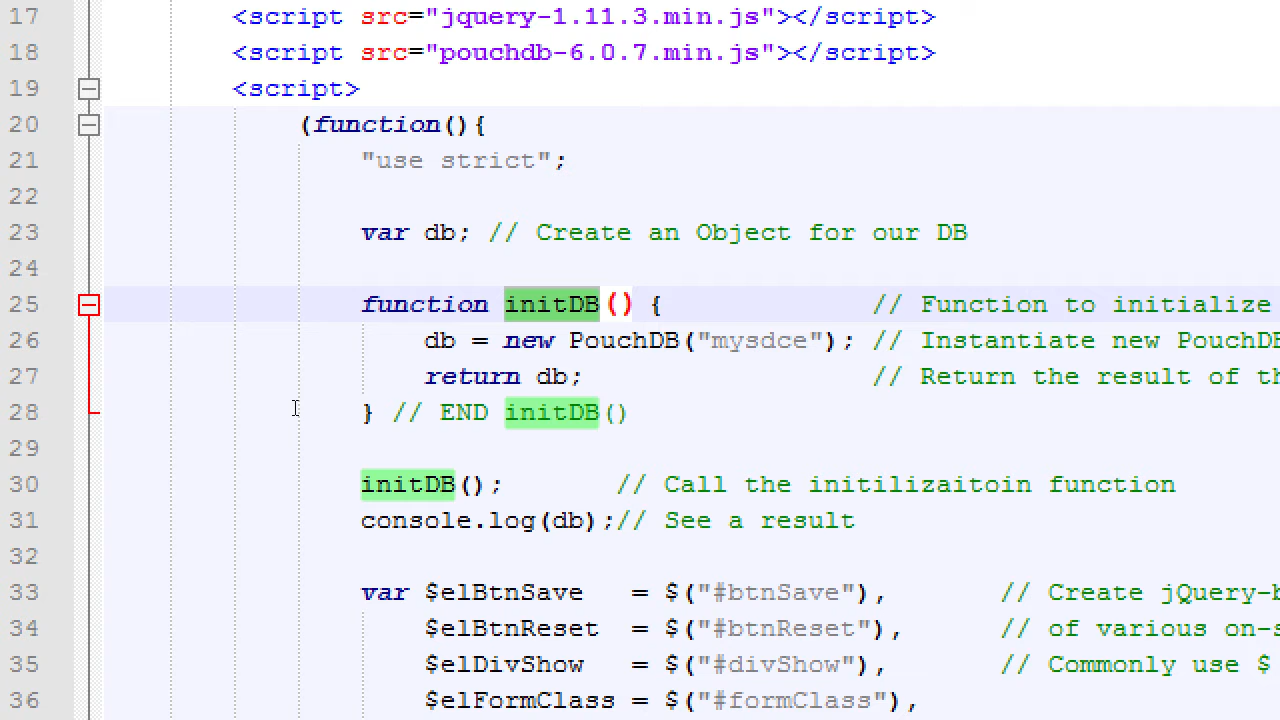 17 <script src="jquery-1.11.3.min.js"></script>
18 <script src="pouchdb-6.0.7.min.js"></script>
19 <script>
20 (function(){
21 "use strict";
22
23 var db; // Create an Object for our DB
24
25 function initDB() { // Function to initialize
26 db = new PouchDB("mysdce"); // Instantiate new PouchDB
27 return db; // Return the result of
28 } // END initDB()
29
30 initDB(); // Call the initilizaitoin function
31 console.log(db);// See a result
32
33 var $elBtnSave = $("#btnSave"), // Create jQuery-
34 $elBtnReset = $("#btnReset"), // of various
35 $elDivShow = $("#divShow"), // Commonly use $
36 $elFormClass = $("#formClass"),